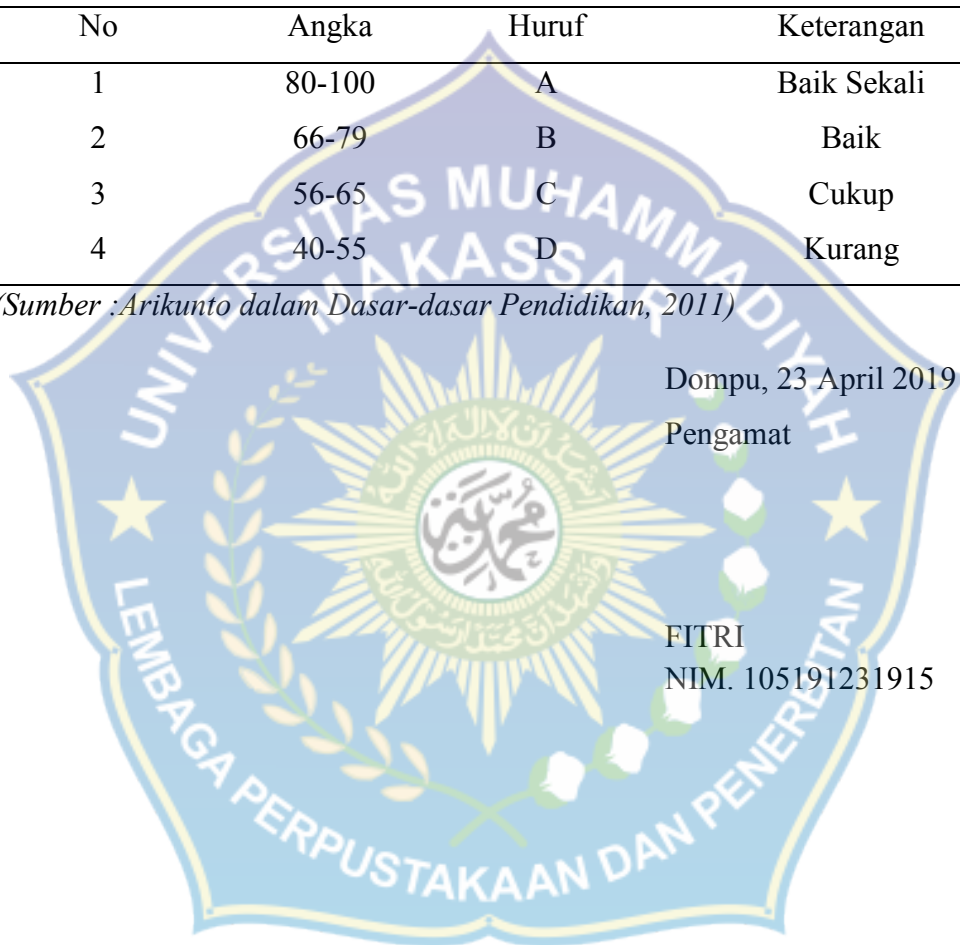 No Angka Huruf Keterangan
1 80-100 A Baik Sekali
2 66-79 B Baik
3 56-65 C Cukup
4 40-55 D Kurang
(Sumber :Arikunto dalam Dasar-dasar Pendidikan, 2011)
Dompu, 23 April 2019
Pengamat
FITRI
NIM. 105191231915
UNIVERSITAS MUHAMMADIYAH
MAKASSAR
LEMBAGA PERPUSTAKAAN DAN PENERBITAN